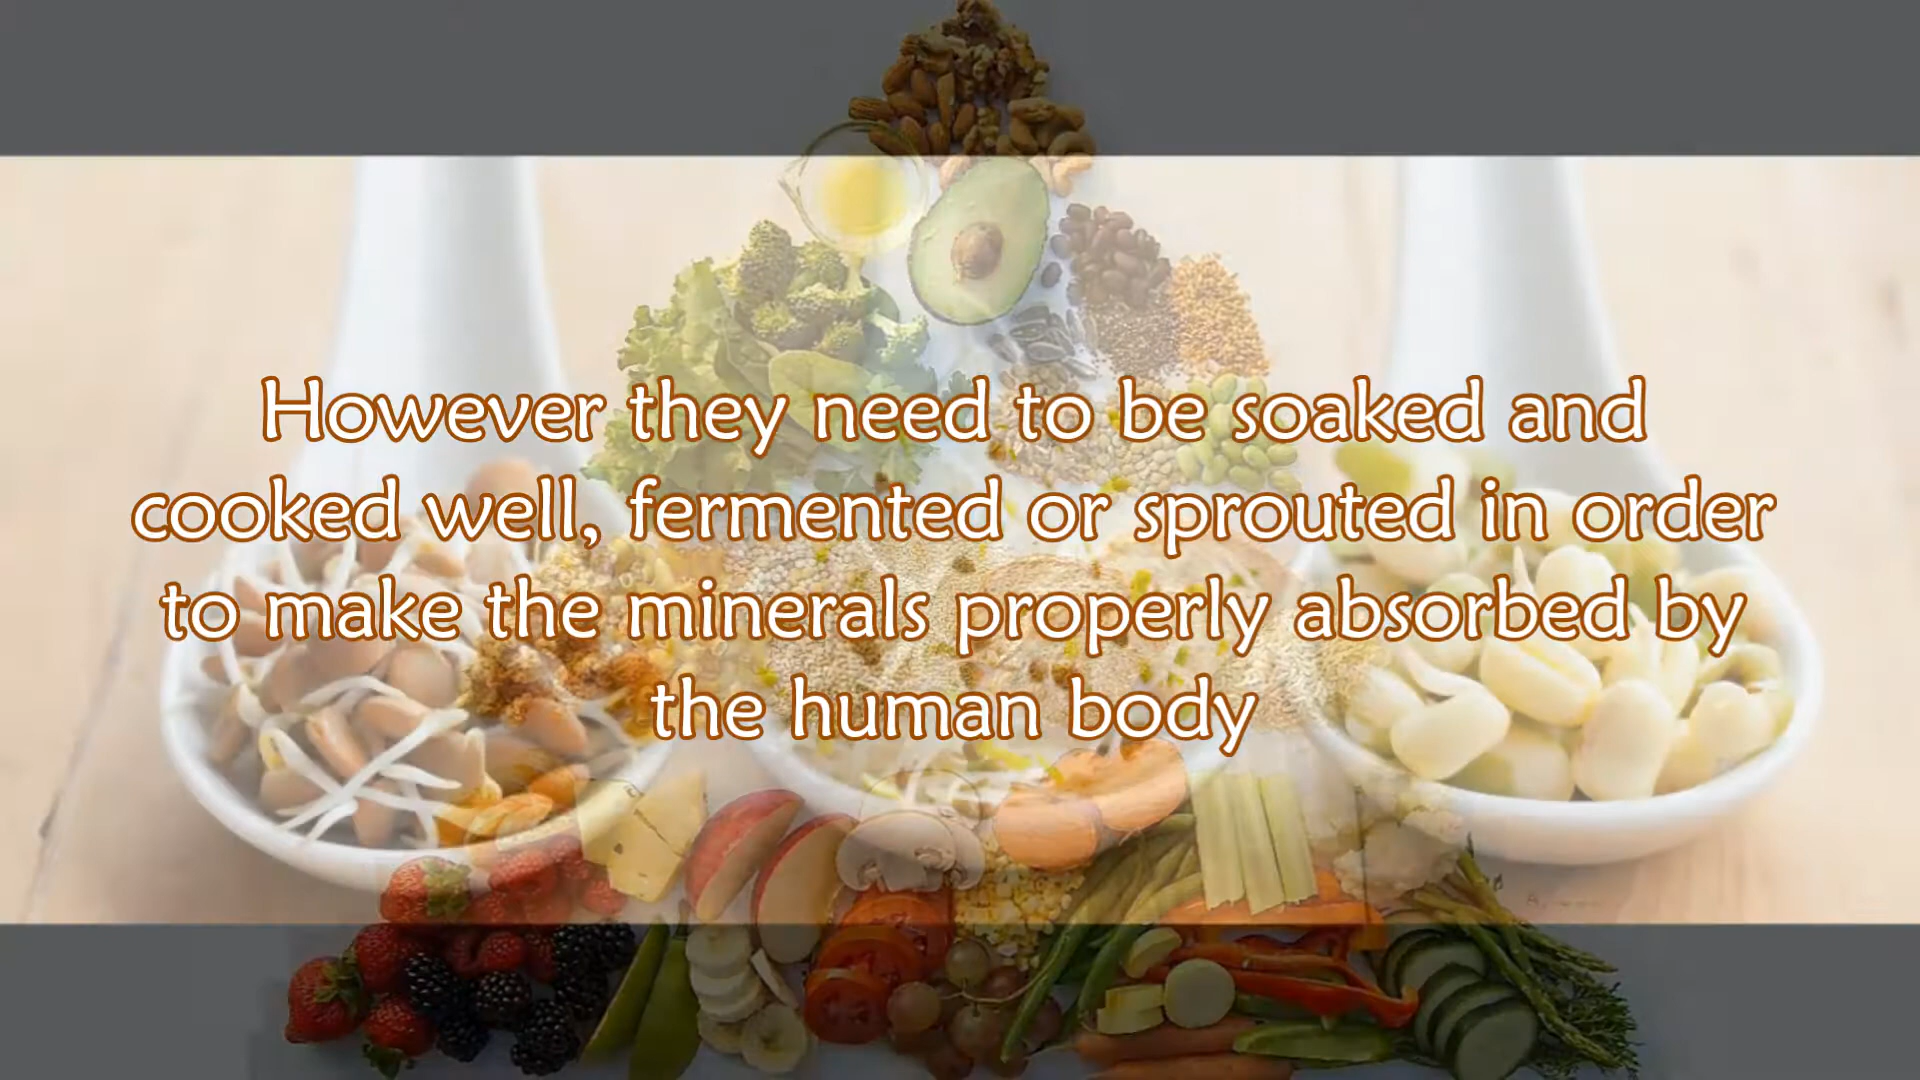 However they need to be soaked and
cooked well, fermented or sprouted in order
to make the minerals properly absorbed by
the human body